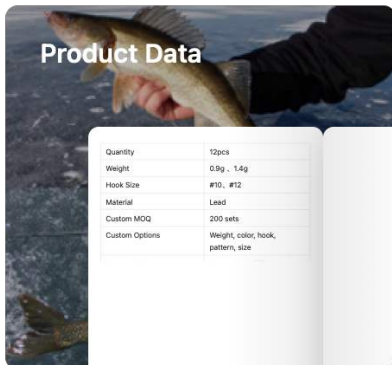 Product Data
Quantity 12pcs
Weight 0.9g 、1.4g
Hook Size #10、#12
Material Lead
Custom MOQ 200 sets
Custom Options Weight, color, hook,
pattern, size